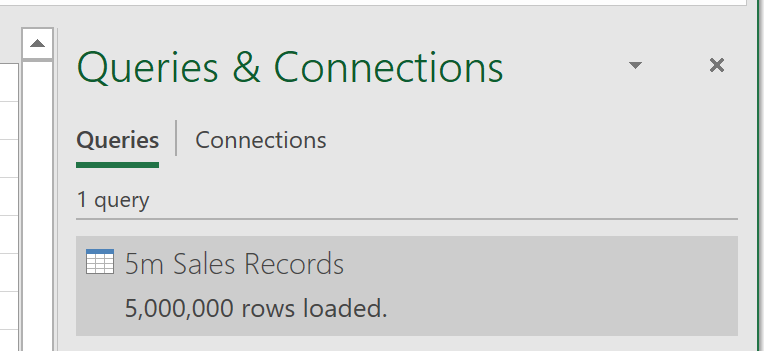 Queries & Connections
Queries Connections
1 query
5m Sales Records
5,000,000 rows loaded.